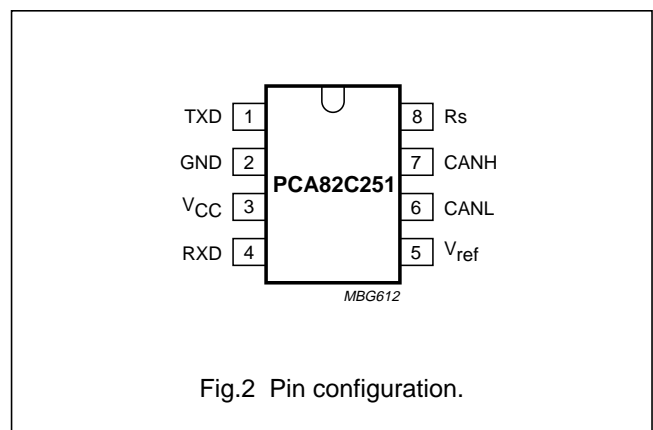 TXD 1 8 Rs
GND 2 7 CANH
PCA82C251
VCC 3 6 CANL
RXD 4 5 Vref
MBG612
Fig.2 Pin configuration.